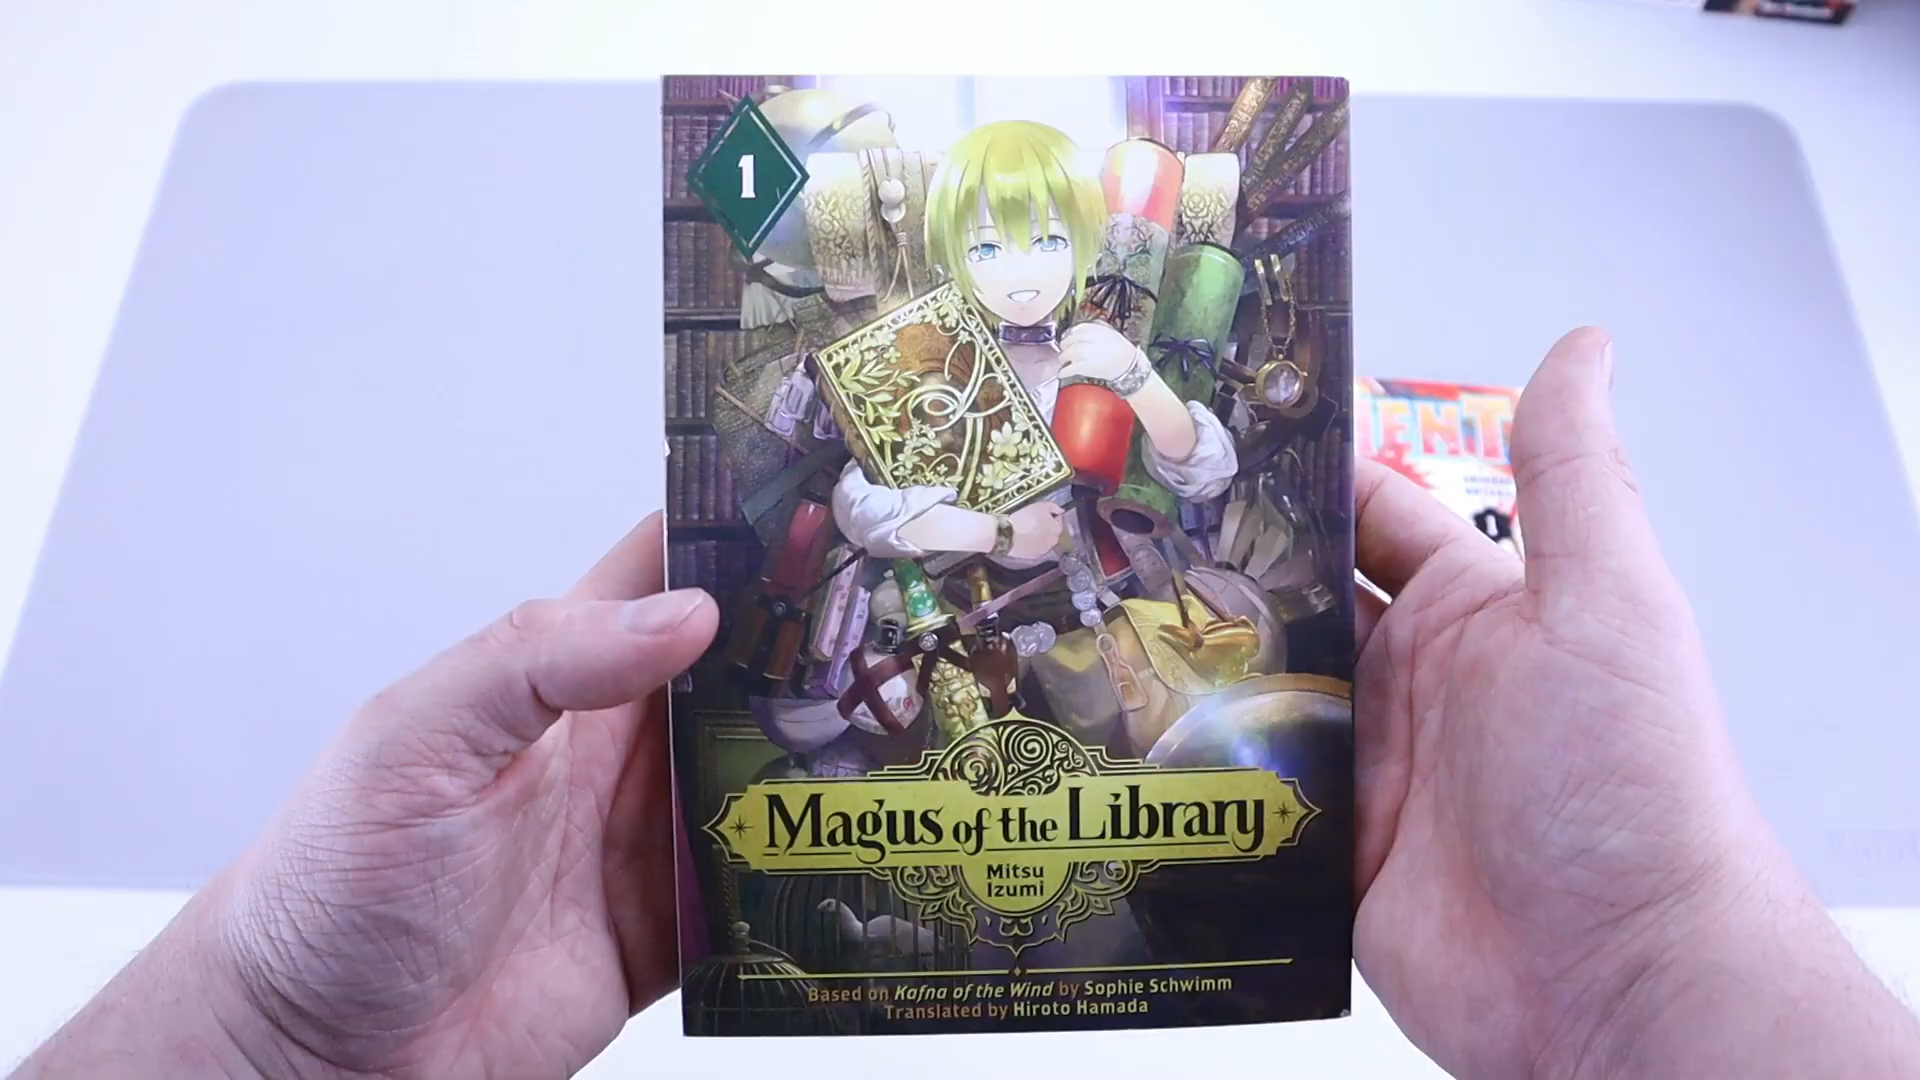 1
Magus of the Library
Mitsu
Izumi
Based on Kafna of the Wind by Sophie Schwimm
Translated by Hiroto Hamada
1